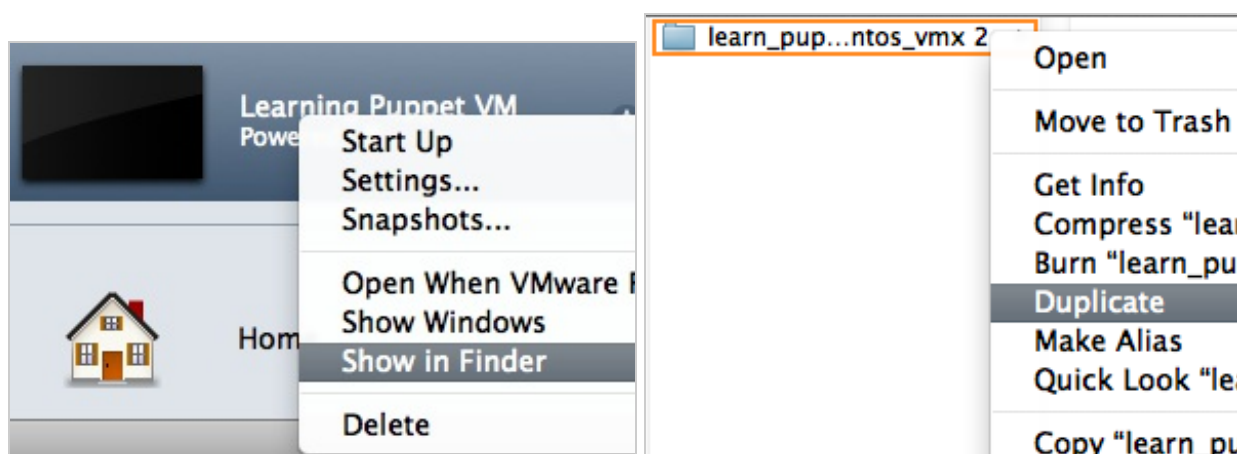 Learning Puppet VM
Powe
Start Up
Settings...
Snapshots...
Open When VMware F
Show Windows
Show in Finder
Delete
Hom
learn_pup...ntos_vmx 2
Open
Move to Trash
Get Info
Compress “lear
Burn “learn_pu
Duplicate
Make Alias
Quick Look “lea
Copy “learn_pu